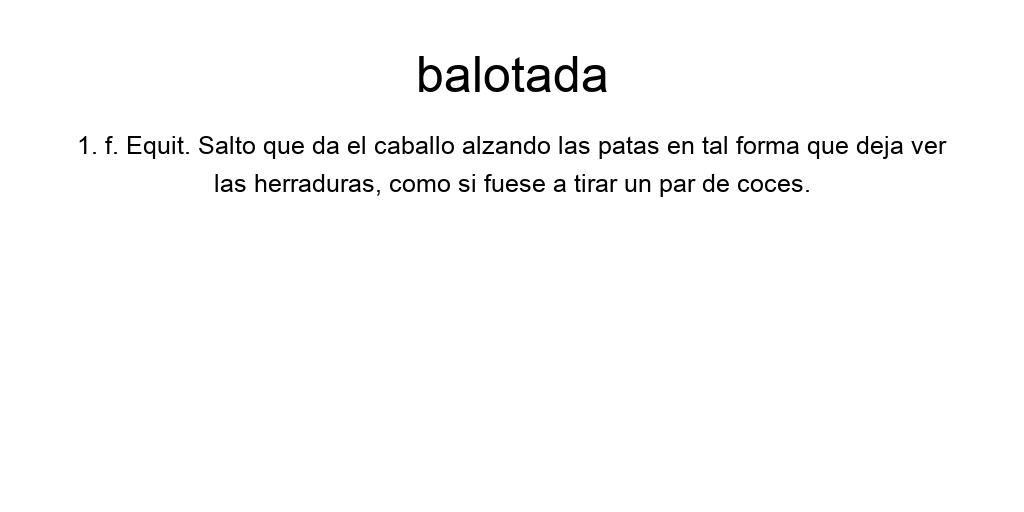 balotada
1. f. Equit. Salto que da el caballo alzando las patas en tal forma que deja ver
las herraduras, como si fuese a tirar un par de coces.